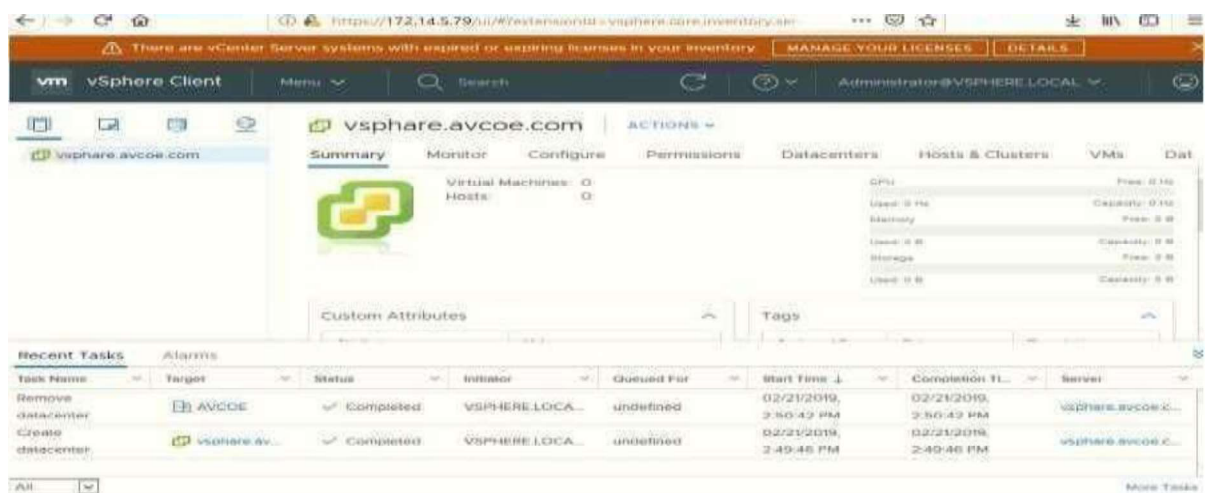 https://172.14.5.79/ui/#?extensionId=vsphere.core.inventory.ser
There are vCenter Server systems with expired or expiring licenses in your inventory MANAGE YOUR LICENSES DETAILS
vm vSphere Client Menu Search Administrator@VSPHERE.LOCAL
vsphare.avcoe.com ACTIONS
vsphare.avcoe.com
Summary Monitor Configure Permissions Datacenters Hosts & Clusters VMs Dat
Virtual Machines: 0
Hosts: 0
CPU Free: 0 Hz
Used: 0 Hz Capacity: 0 Hz
Memory Free: 0 B
Used: 0 B Capacity: 0 B
Storage Free: 0 B
Used: 0 B Capacity: 0 B
Custom Attributes
Tags
Recent Tasks Alarms
Task Name Target Status Initiator Queued For Start Time ↓ Completion Ti... Server
Remove datacenter AVCOE Completed VSPHERE.LOCA... undefined 02/21/2019, 2:50:42 PM 02/21/2019, 2:50:42 PM vsphare.avcoe.c...
Create datacenter vsphare.av... Completed VSPHERE.LOCA... undefined 02/21/2019, 2:49:46 PM 02/21/2019, 2:49:46 PM vsphare.avcoe.c...
All More Tasks